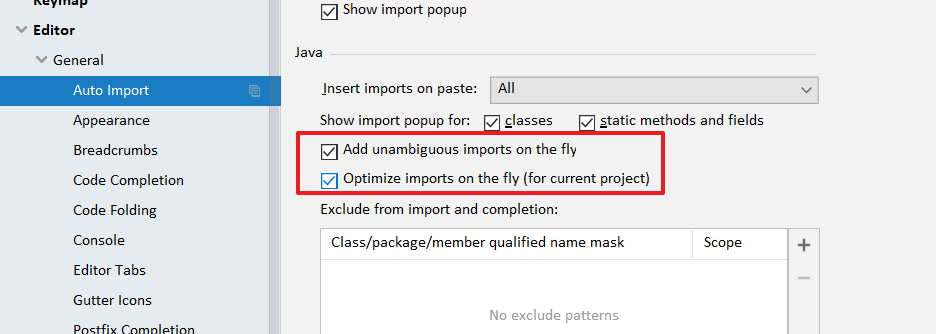 Keymap
Show import popup
Editor
Java
General
Insert imports on paste: All
Auto Import
Show import popup for: classes static methods and fields
Appearance
Add unambiguous imports on the fly
Breadcrumbs
Optimize imports on the fly (for current project)
Code Completion
Exclude from import and completion:
Code Folding
Class/package/member qualified name mask Scope
Console
Editor Tabs
Gutter Icons
No exclude patterns
Postfix Completion